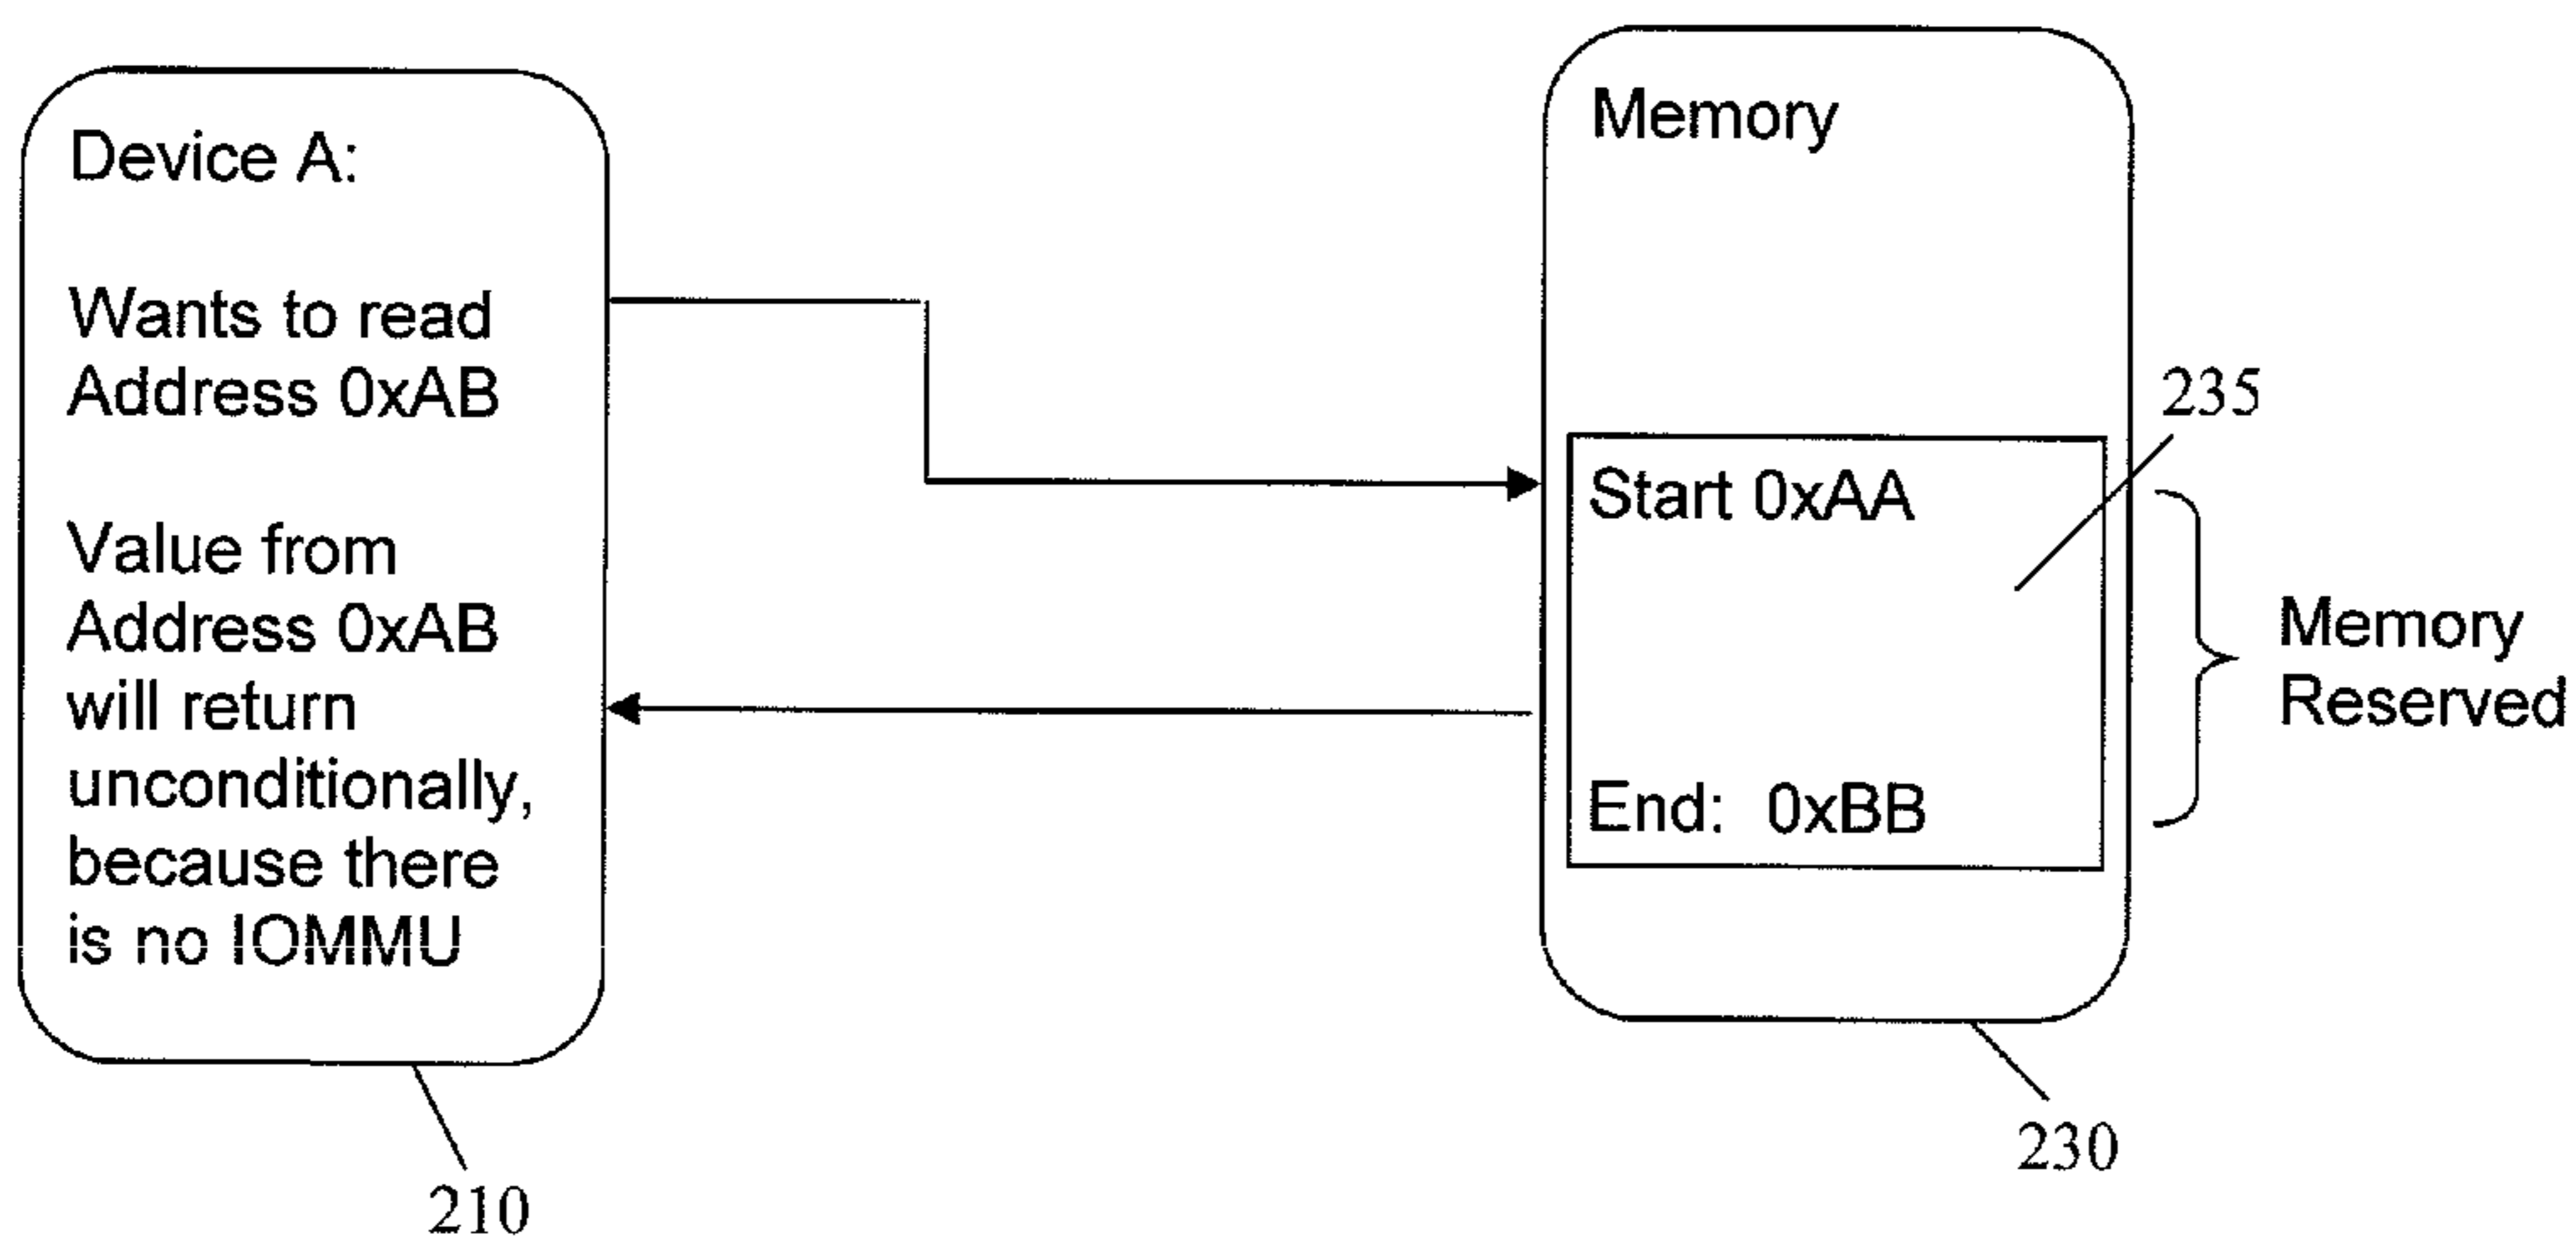 Device A:
Wants to read
Address 0xAB
Value from
Address 0xAB
will return
unconditionally,
because there
is no IOMMU
210
Memory
Start 0xAA
End: 0xBB
235
Memory
Reserved
230